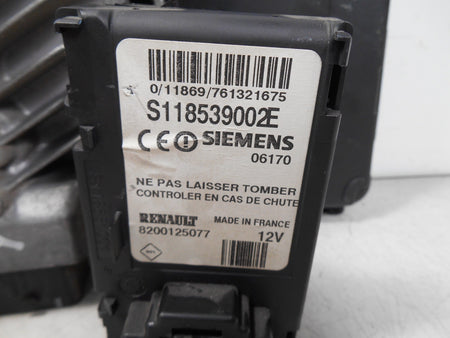 0/11869/761321675
S118539002E
CE SIEMENS
06170
NE PAS LAISSER TOMBER
CONTROLER EN CAS DE CHUTE
RENAULT MADE IN FRANCE
8200125077 12V